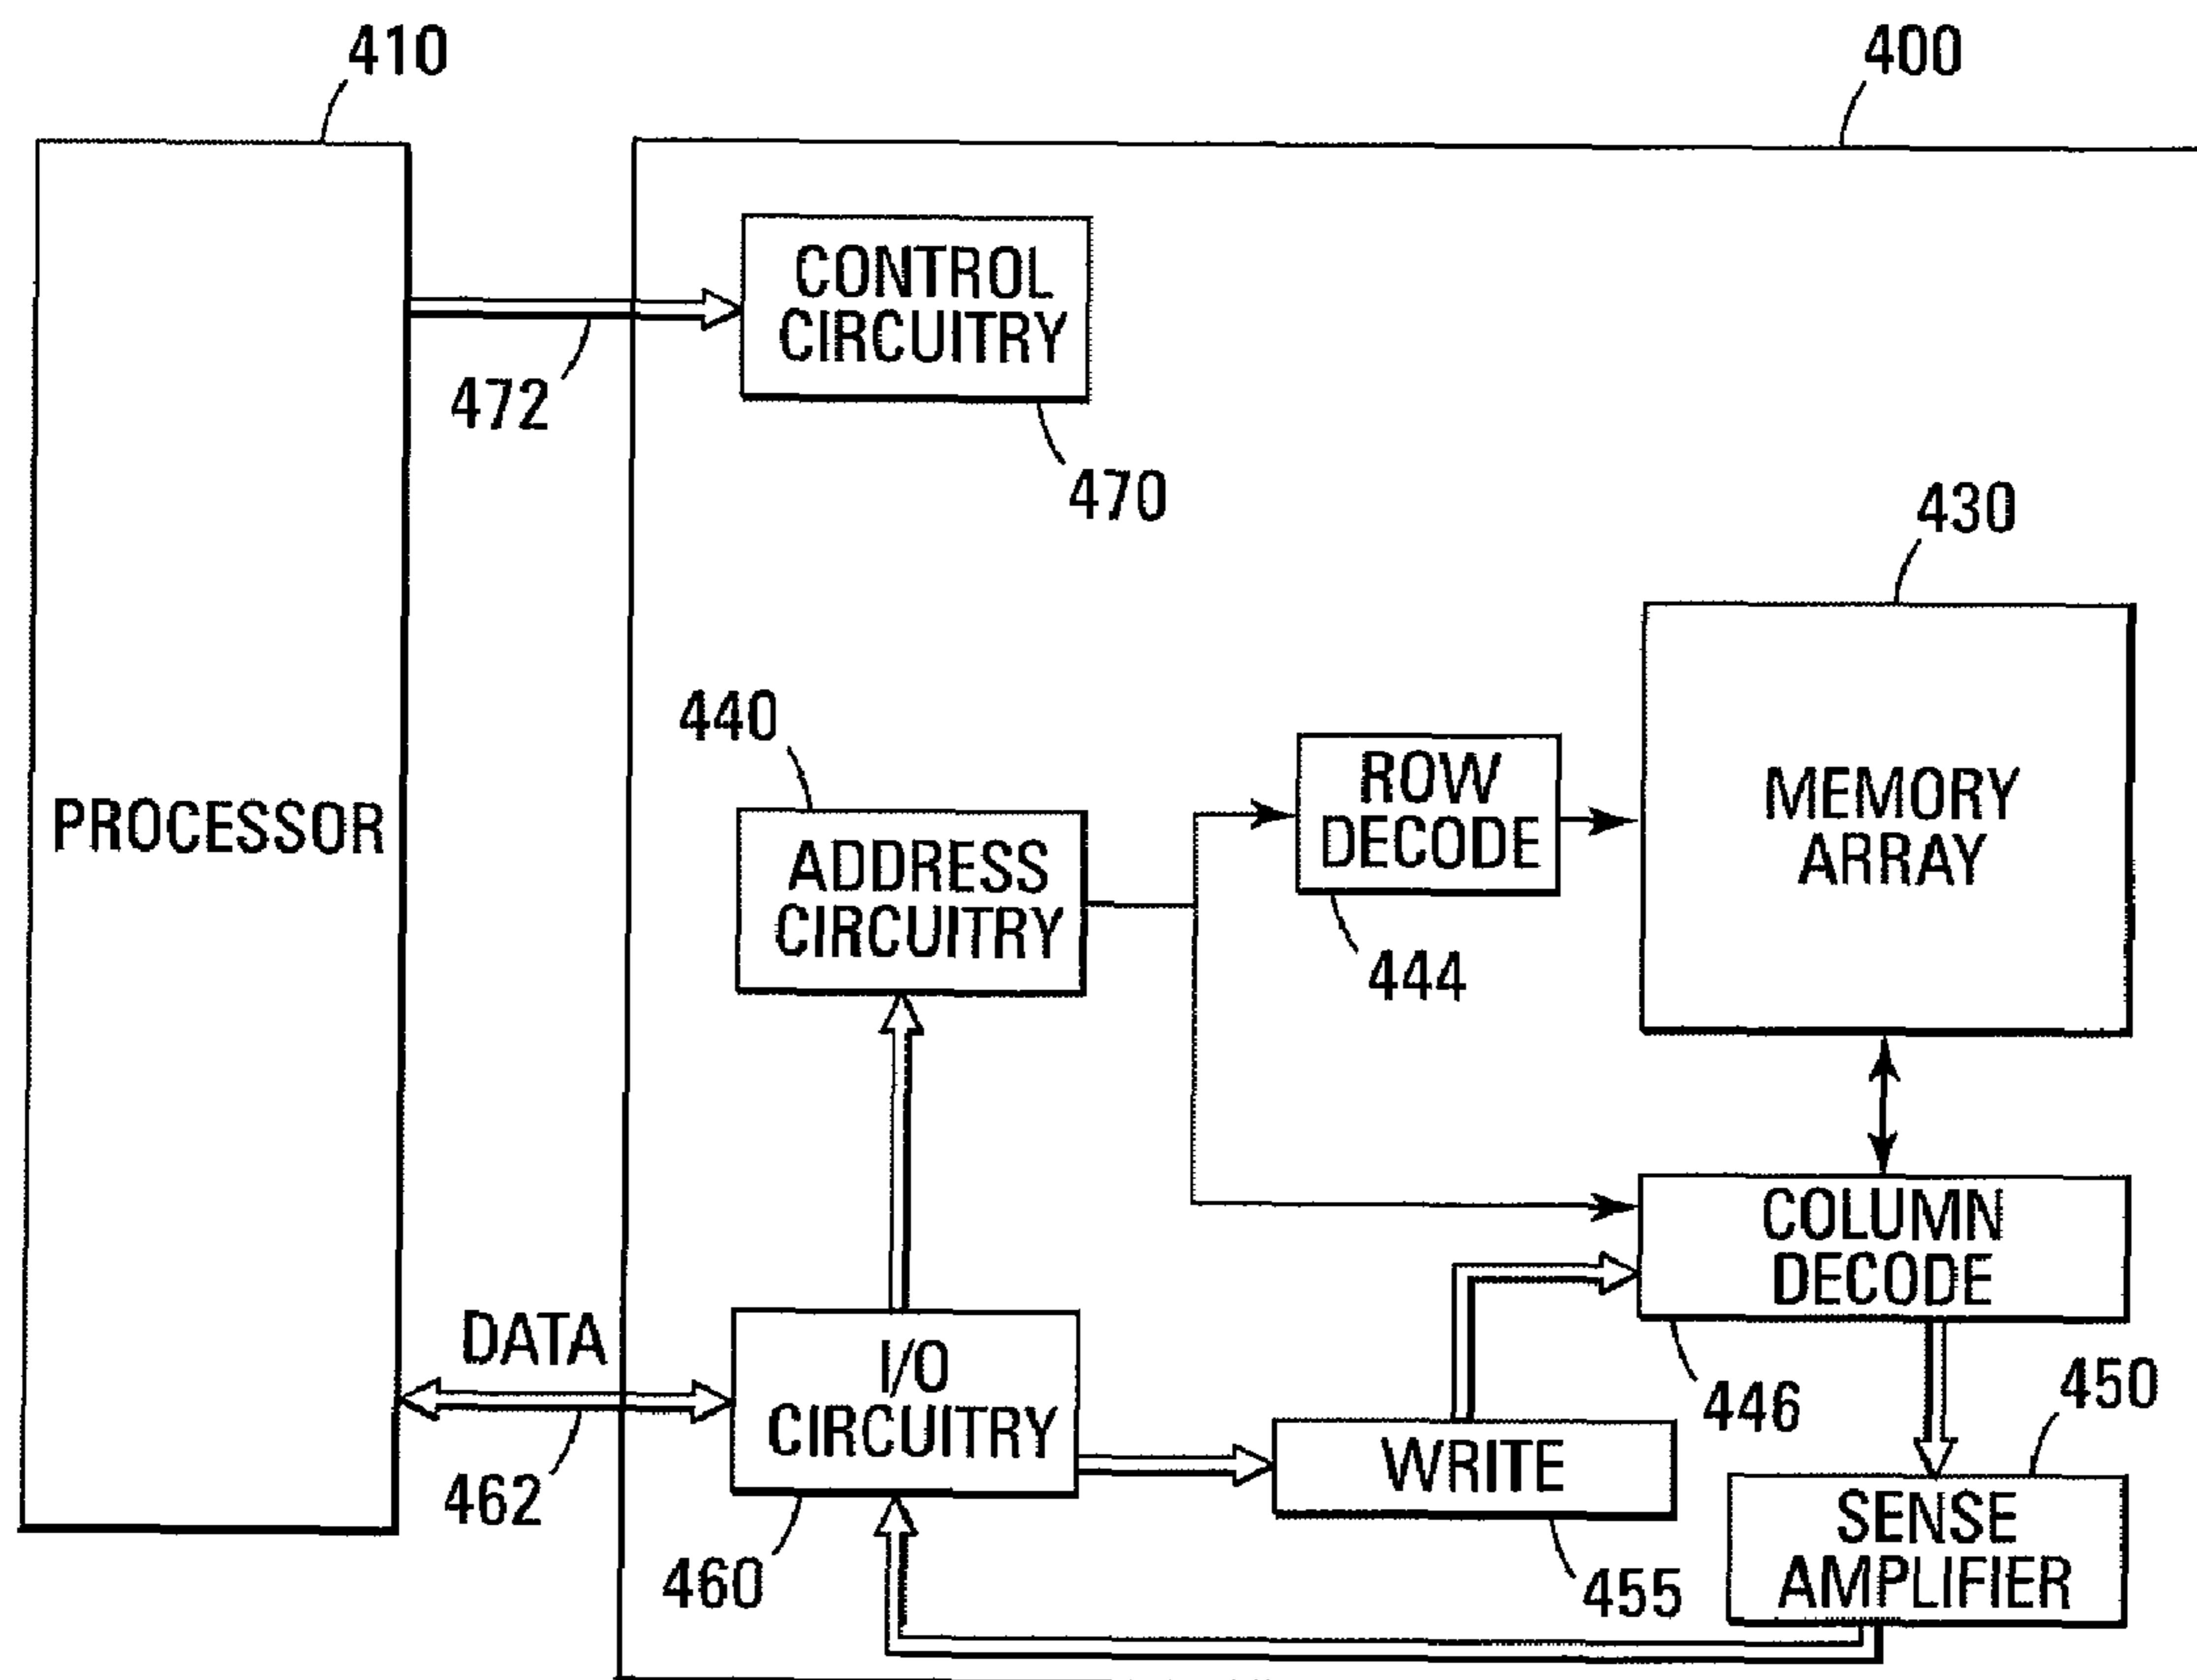 410
400
CONTROL
CIRCUITRY
472
470
430
440
ROW
DECODE
MEMORY
ARRAY
PROCESSOR
ADDRESS
CIRCUITRY
444
COLUMN
DECODE
DATA
I/O
CIRCUITRY
446
450
WRITE
462
SENSE
AMPLIFIER
460
455